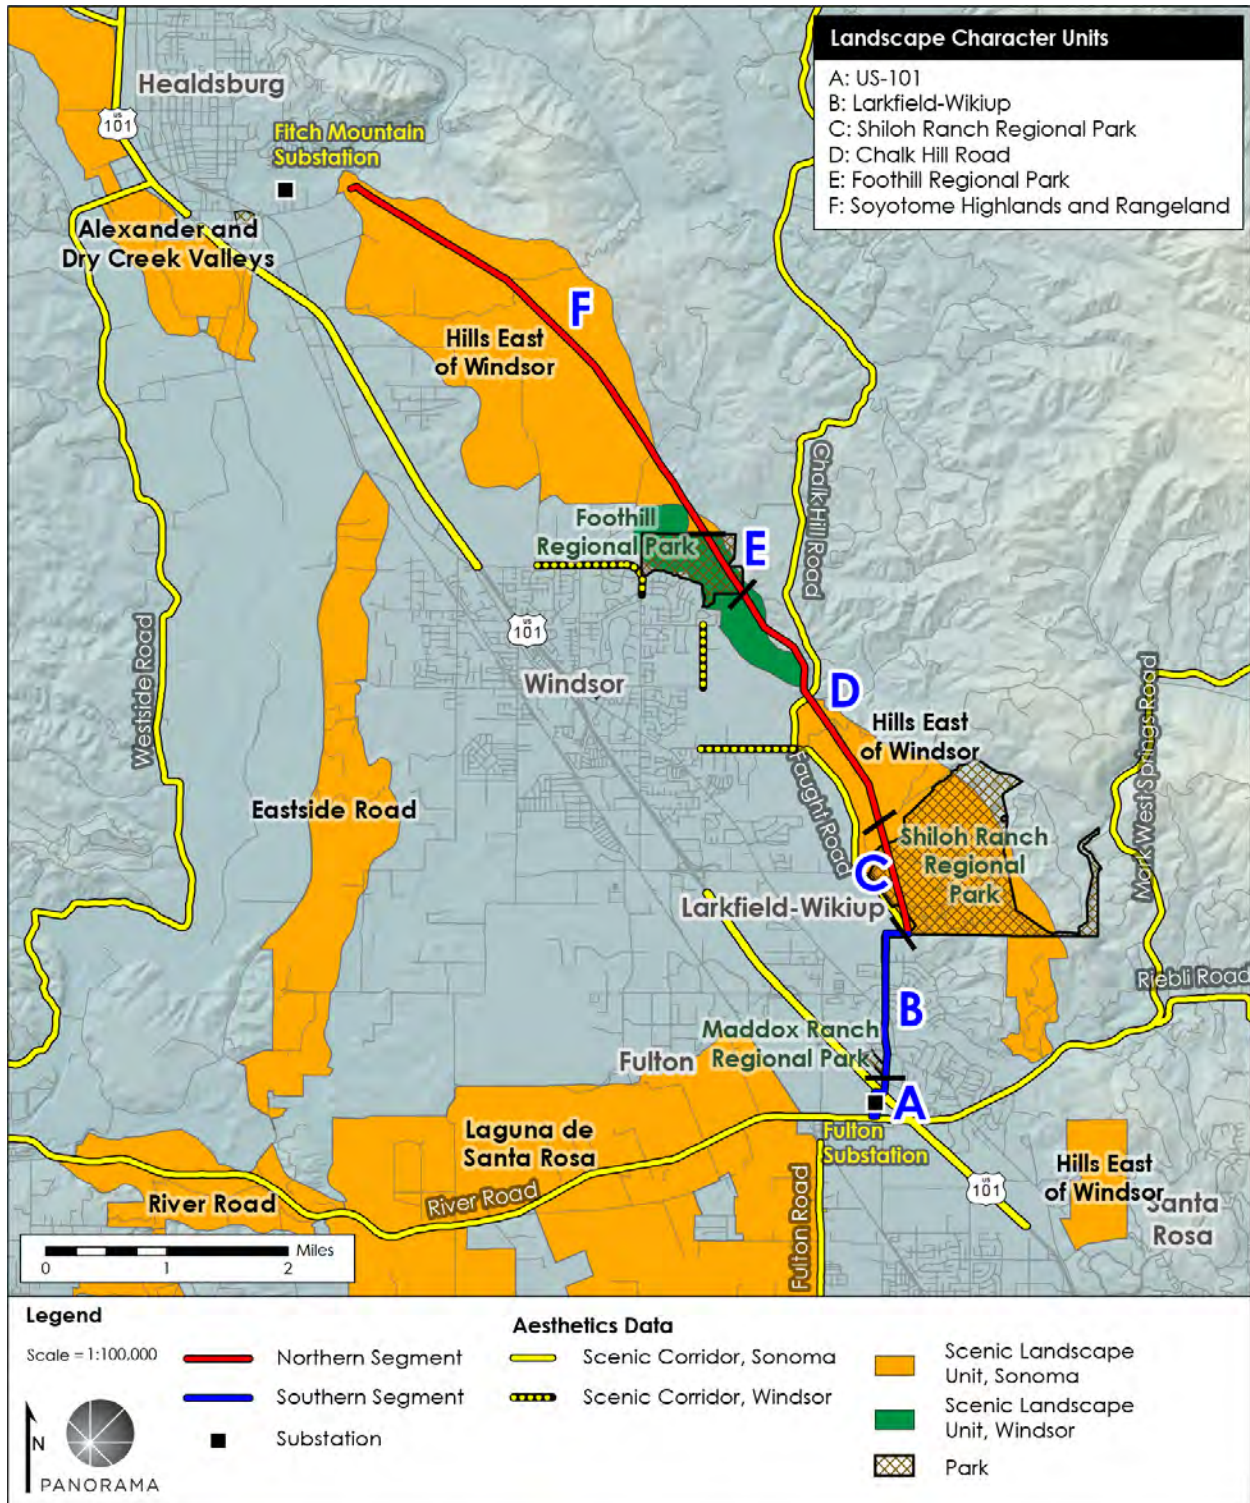 Landscape Character Units
A: US-101
B: Larkfield-Wikiup
C: Shiloh Ranch Regional Park
D: Chalk Hill Road
E: Foothill Regional Park
F: Soyotome Highlands and Rangeland
Healdsburg
US
101
Fitch Mountain
Substation
Alexander and
Dry Creek Valleys
F
Hills East
of Windsor
Chalk Hill Road
Foothill
Regional Park
E
US
101
Westside Road
Windsor
D
Hills East
of Windsor
Mark West Springs Road
Faught Road
Eastside Road
Shiloh Ranch
Regional
Park
C
Larkfield-Wikiup
Riebli Road
B
Maddox Ranch
Regional Park
Fulton
A
Fulton
Substation
Laguna de
Santa Rosa
Hills East
of Windsor
US
101
Santa
Rosa
River Road
River Road
Fulton Road
0 1 2 Miles
Legend
Scale = 1:100,000
N
PANORAMA
Northern Segment
Southern Segment
Substation
Aesthetics Data
Scenic Corridor, Sonoma
Scenic Corridor, Windsor
Scenic Landscape
Unit, Sonoma
Scenic Landscape
Unit, Windsor
Park